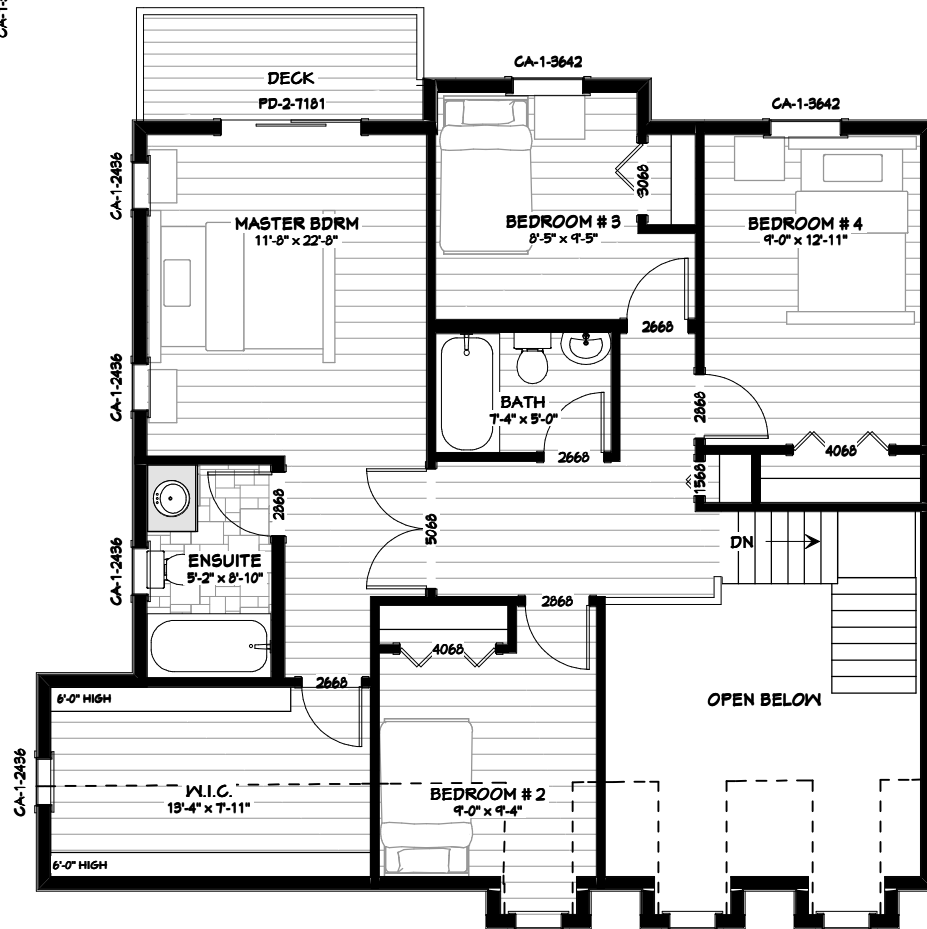 CA-1-3642
DECK
PD-2-7181
CA-1-3642
CA-1-2436
3068
MASTER BDRM
11'-8" x 22'-8"
BEDROOM # 3
8'-5" x 9'-5"
BEDROOM # 4
9'-0" x 12'-11"
2668
CA-1-2436
BATH
7'-4" x 5'-0"
2868
2668
4068
1568
2868
5068
DN
CA-1-2436
ENSUITE
5'-2" x 8'-10"
2868
4068
2668
6'-0" HIGH
OPEN BELOW
CA-1-2436
W.I.C.
13'-4" x 7'-11"
BEDROOM # 2
9'-0" x 9'-4"
6'-0" HIGH